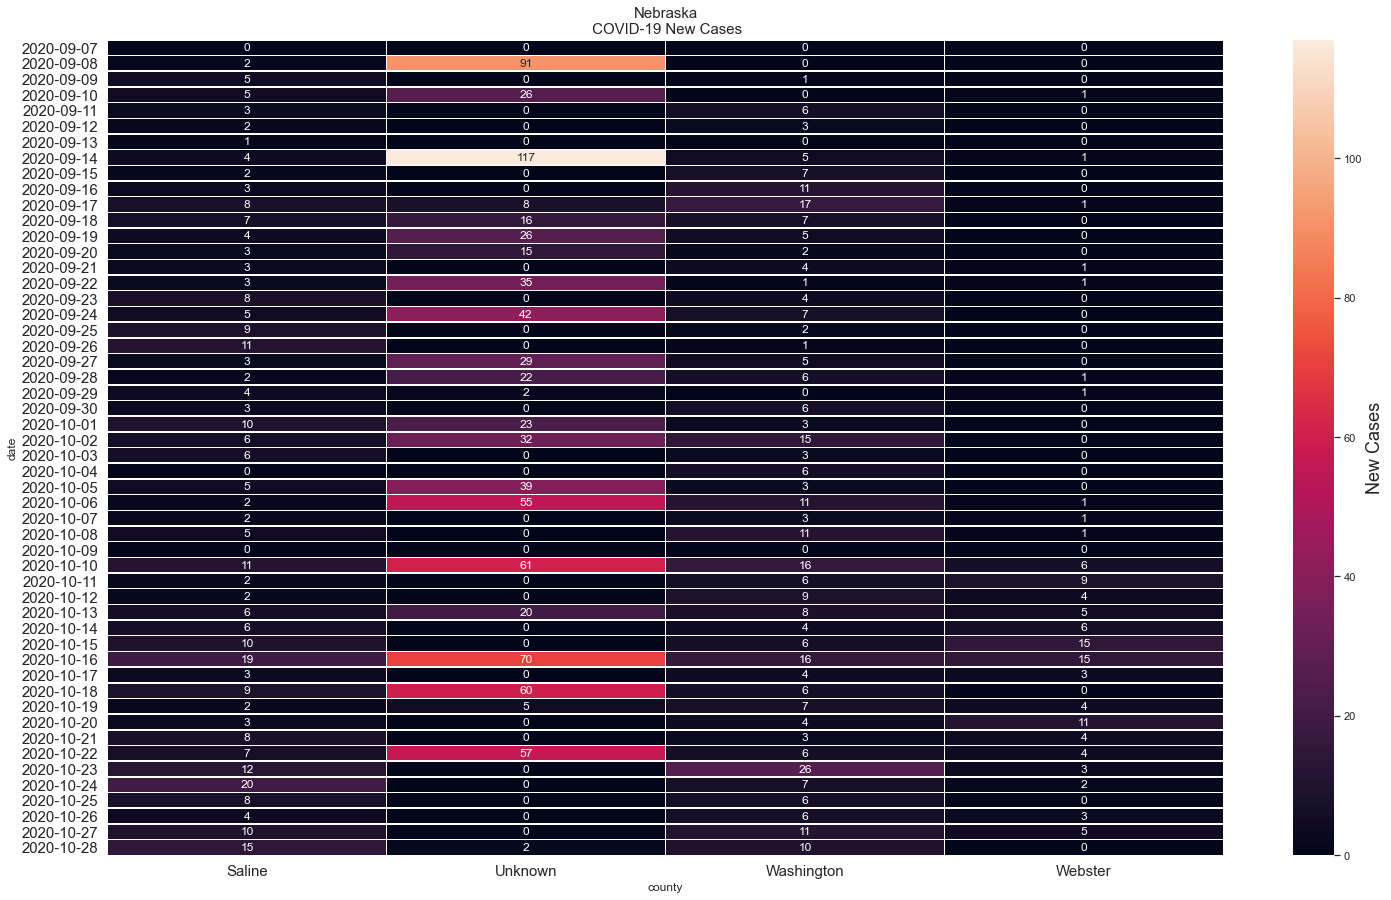 Nebraska
COVID-19 New Cases
2020-09-07 0 0 0 0
2020-09-08 2 91 0 0
2020-09-09 5 0 1 0
2020-09-10 5 26 0 1
2020-09-11 3 0 6 0
2020-09-12 2 0 3 0
2020-09-13 1 0 0 0
2020-09-14 4 117 5 1
2020-09-15 2 0 7 0
2020-09-16 3 0 11 0
2020-09-17 8 8 17 1
2020-09-18 7 16 7 0
2020-09-19 4 26 5 0
2020-09-20 3 15 2 0
2020-09-21 3 0 4 1
2020-09-22 3 35 1 1
2020-09-23 8 0 4 0
2020-09-24 5 42 7 0
2020-09-25 9 0 2 0
2020-09-26 11 0 1 0
2020-09-27 3 29 5 0
2020-09-28 2 22 6 1
2020-09-29 4 2 0 1
2020-09-30 3 0 6 0
2020-10-01 10 23 3 0
2020-10-02 6 32 15 0
2020-10-03 6 0 3 0
2020-10-04 0 0 6 0
2020-10-05 5 39 3 0
2020-10-06 2 55 11 1
2020-10-07 2 0 3 1
2020-10-08 5 0 11 1
2020-10-09 0 0 0 0
2020-10-10 11 61 16 6
2020-10-11 2 0 6 9
2020-10-12 2 0 9 4
2020-10-13 6 20 8 5
2020-10-14 6 0 4 6
2020-10-15 10 0 6 15
2020-10-16 19 70 16 15
2020-10-17 3 0 4 3
2020-10-18 9 60 6 0
2020-10-19 2 5 7 4
2020-10-20 3 0 4 11
2020-10-21 8 0 3 4
2020-10-22 7 57 6 4
2020-10-23 12 0 26 3
2020-10-24 20 0 7 2
2020-10-25 8 0 6 0
2020-10-26 4 0 6 3
2020-10-27 10 0 11 5
2020-10-28 15 2 10 0
Saline Unknown Washington Webster
county
date
100
80
60
40
20
0
New Cases